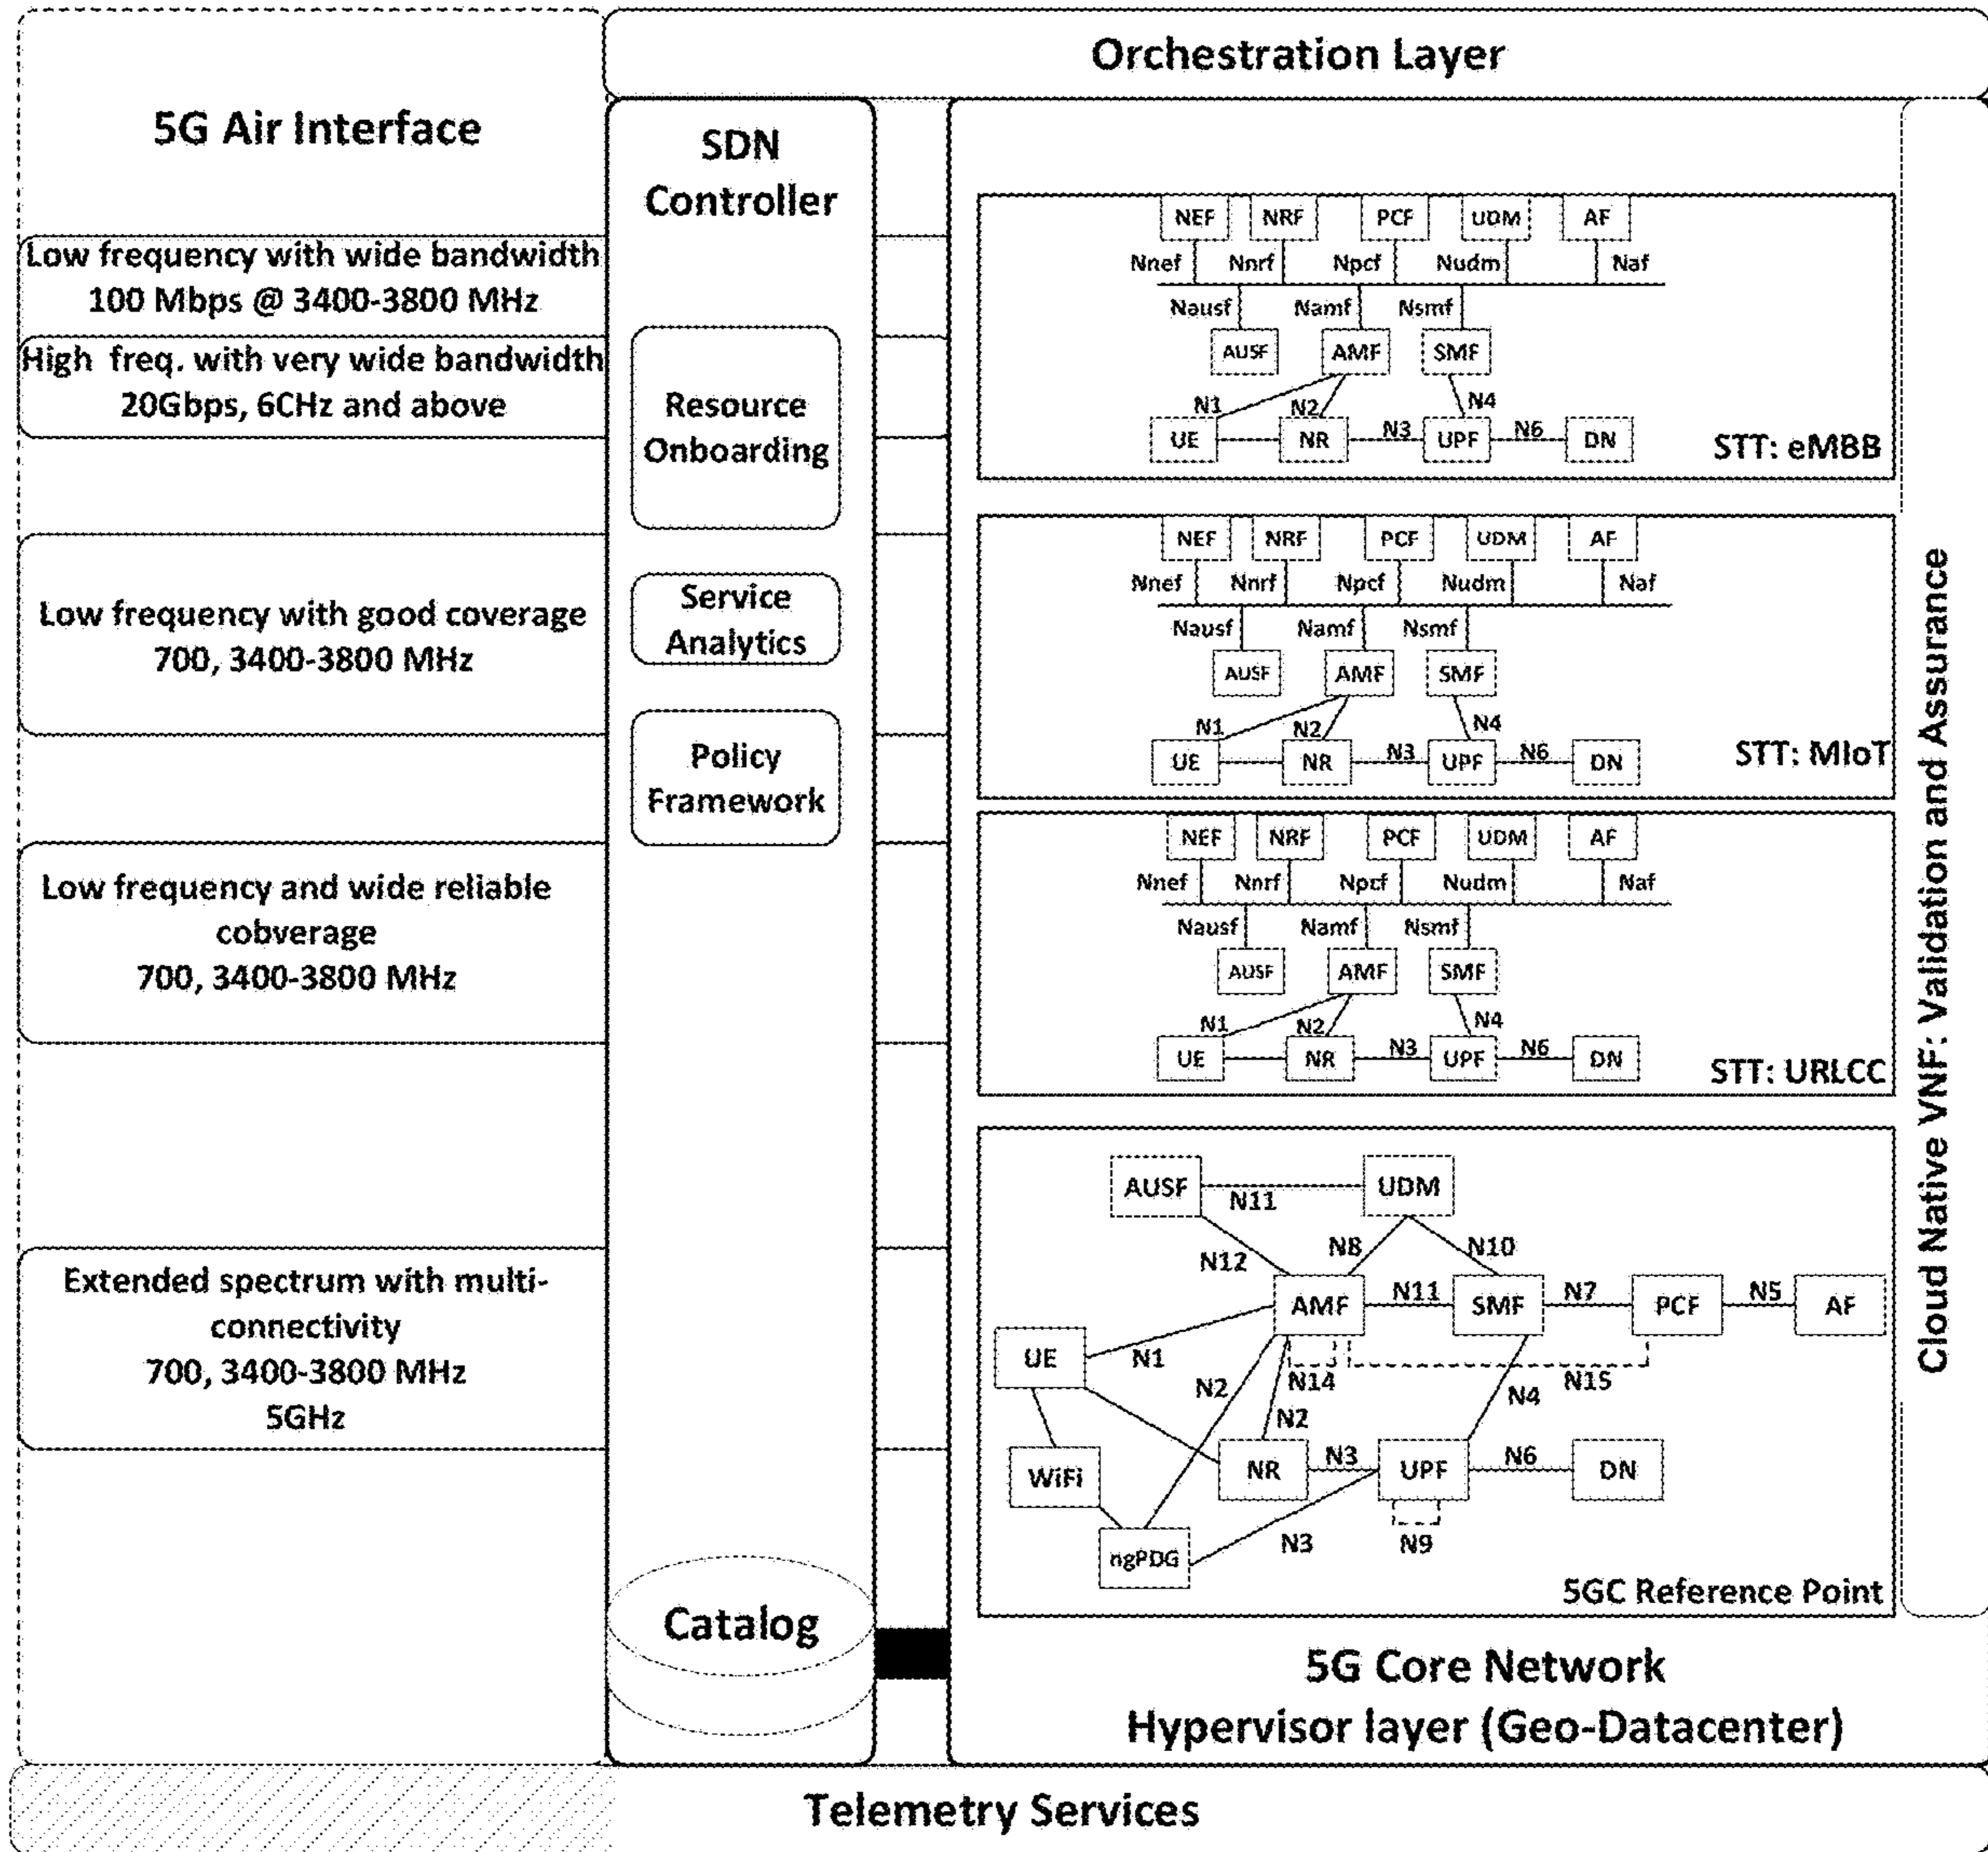 Orchestration Layer
5G Air Interface
Low frequency with wide bandwidth
100 Mbps @ 3400-3800 MHz
High freq. with very wide bandwidth
20Gbps, 6CHz and above
Low frequency with good coverage
700, 3400-3800 MHz
Low frequency and wide reliable
cobverage
700, 3400-3800 MHz
Extended spectrum with multi-
connectivity
700, 3400-3800 MHz
5GHz
SDN
Controller
Resource
Onboarding
Service
Analytics
Policy
Framework
Catalog
NEF NRF PCF UDM AF
Nnef Nnrf Npcf Nudm Naf
Nausf Namf Nsmf
AUSF AMF SMF
N1 N2 N4
UE NR N3 UPF N6 DN
STT: eMBB
NEF NRF PCF UDM AF
Nnef Nnrf Npcf Nudm Naf
Nausf Namf Nsmf
AUSF AMF SMF
N1 N2 N4
UE NR N3 UPF N6 DN
STT: MIoT
NEF NRF PCF UDM AF
Nnef Nnrf Npcf Nudm Naf
Nausf Namf Nsmf
AUSF AMF SMF
N1 N2 N4
UE NR N3 UPF N6 DN
STT: URLCC
AUSF N11 UDM
N12 N8 N10
AMF N11 SMF N7 PCF N5 AF
UE N1
N2 N14 N4 N15
N2
WiFi NR N3 UPF N6 DN
ngPDG N3 N9
5GC Reference Point
5G Core Network
Hypervisor layer (Geo-Datacenter)
Cloud Native VNF: Validation and Assurance
Telemetry Services